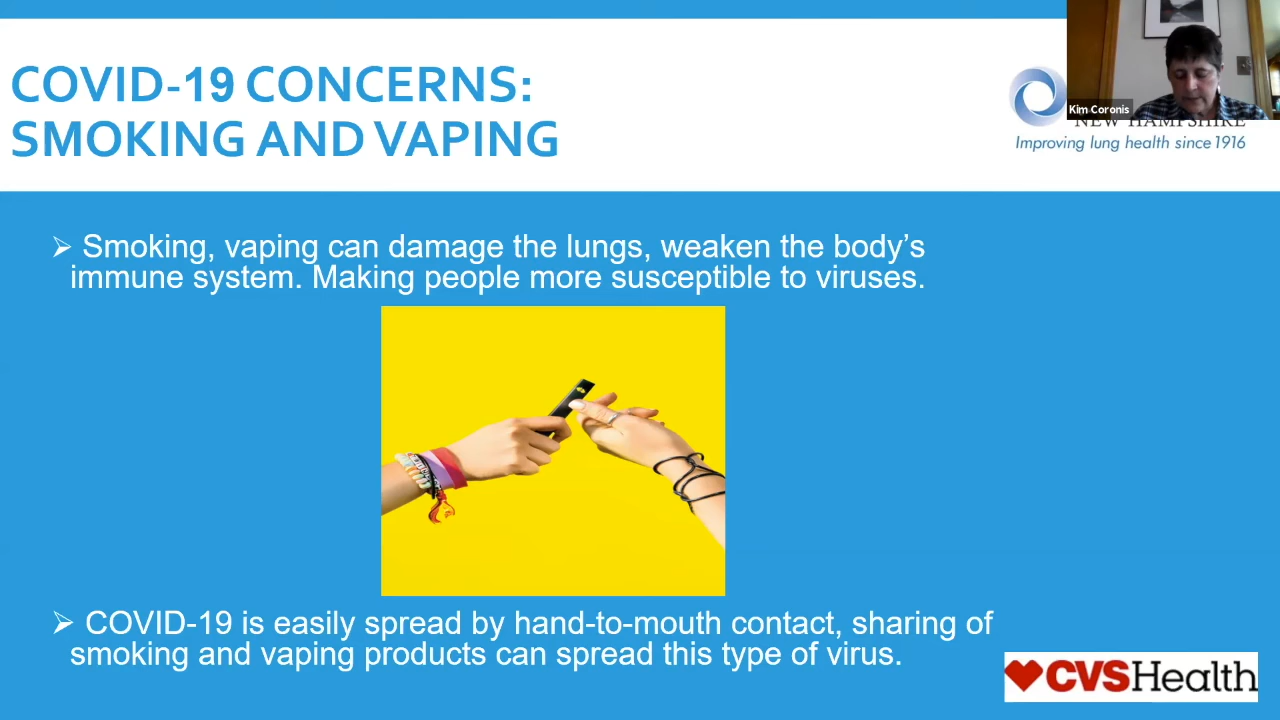 COVID-19 CONCERNS:
SMOKING AND VAPING
Kim Coronis
NEW HAMPSHIRE
Improving lung health since 1916
➢ Smoking, vaping can damage the lungs, weaken the body’s
immune system. Making people more susceptible to viruses.
➢ COVID-19 is easily spread by hand-to-mouth contact, sharing of
smoking and vaping products can spread this type of virus.
CVSHealth